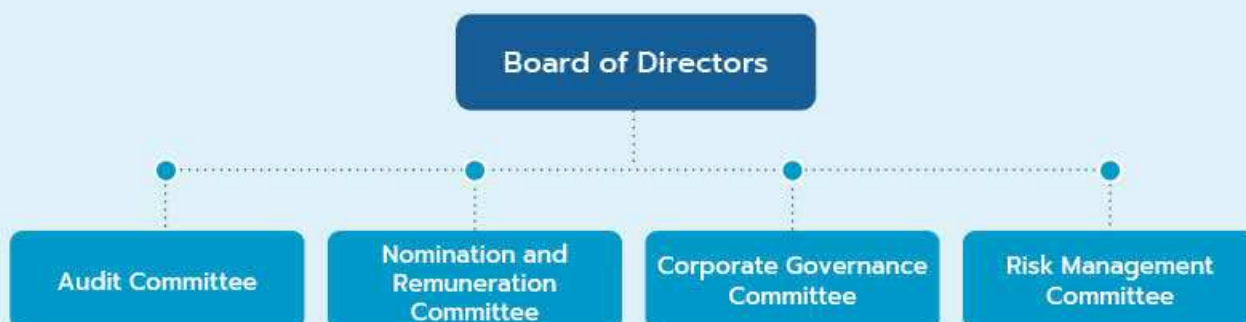 Board of Directors
Audit Committee
Nomination and
Remuneration
Committee
Corporate Governance
Committee
Risk Management
Committee